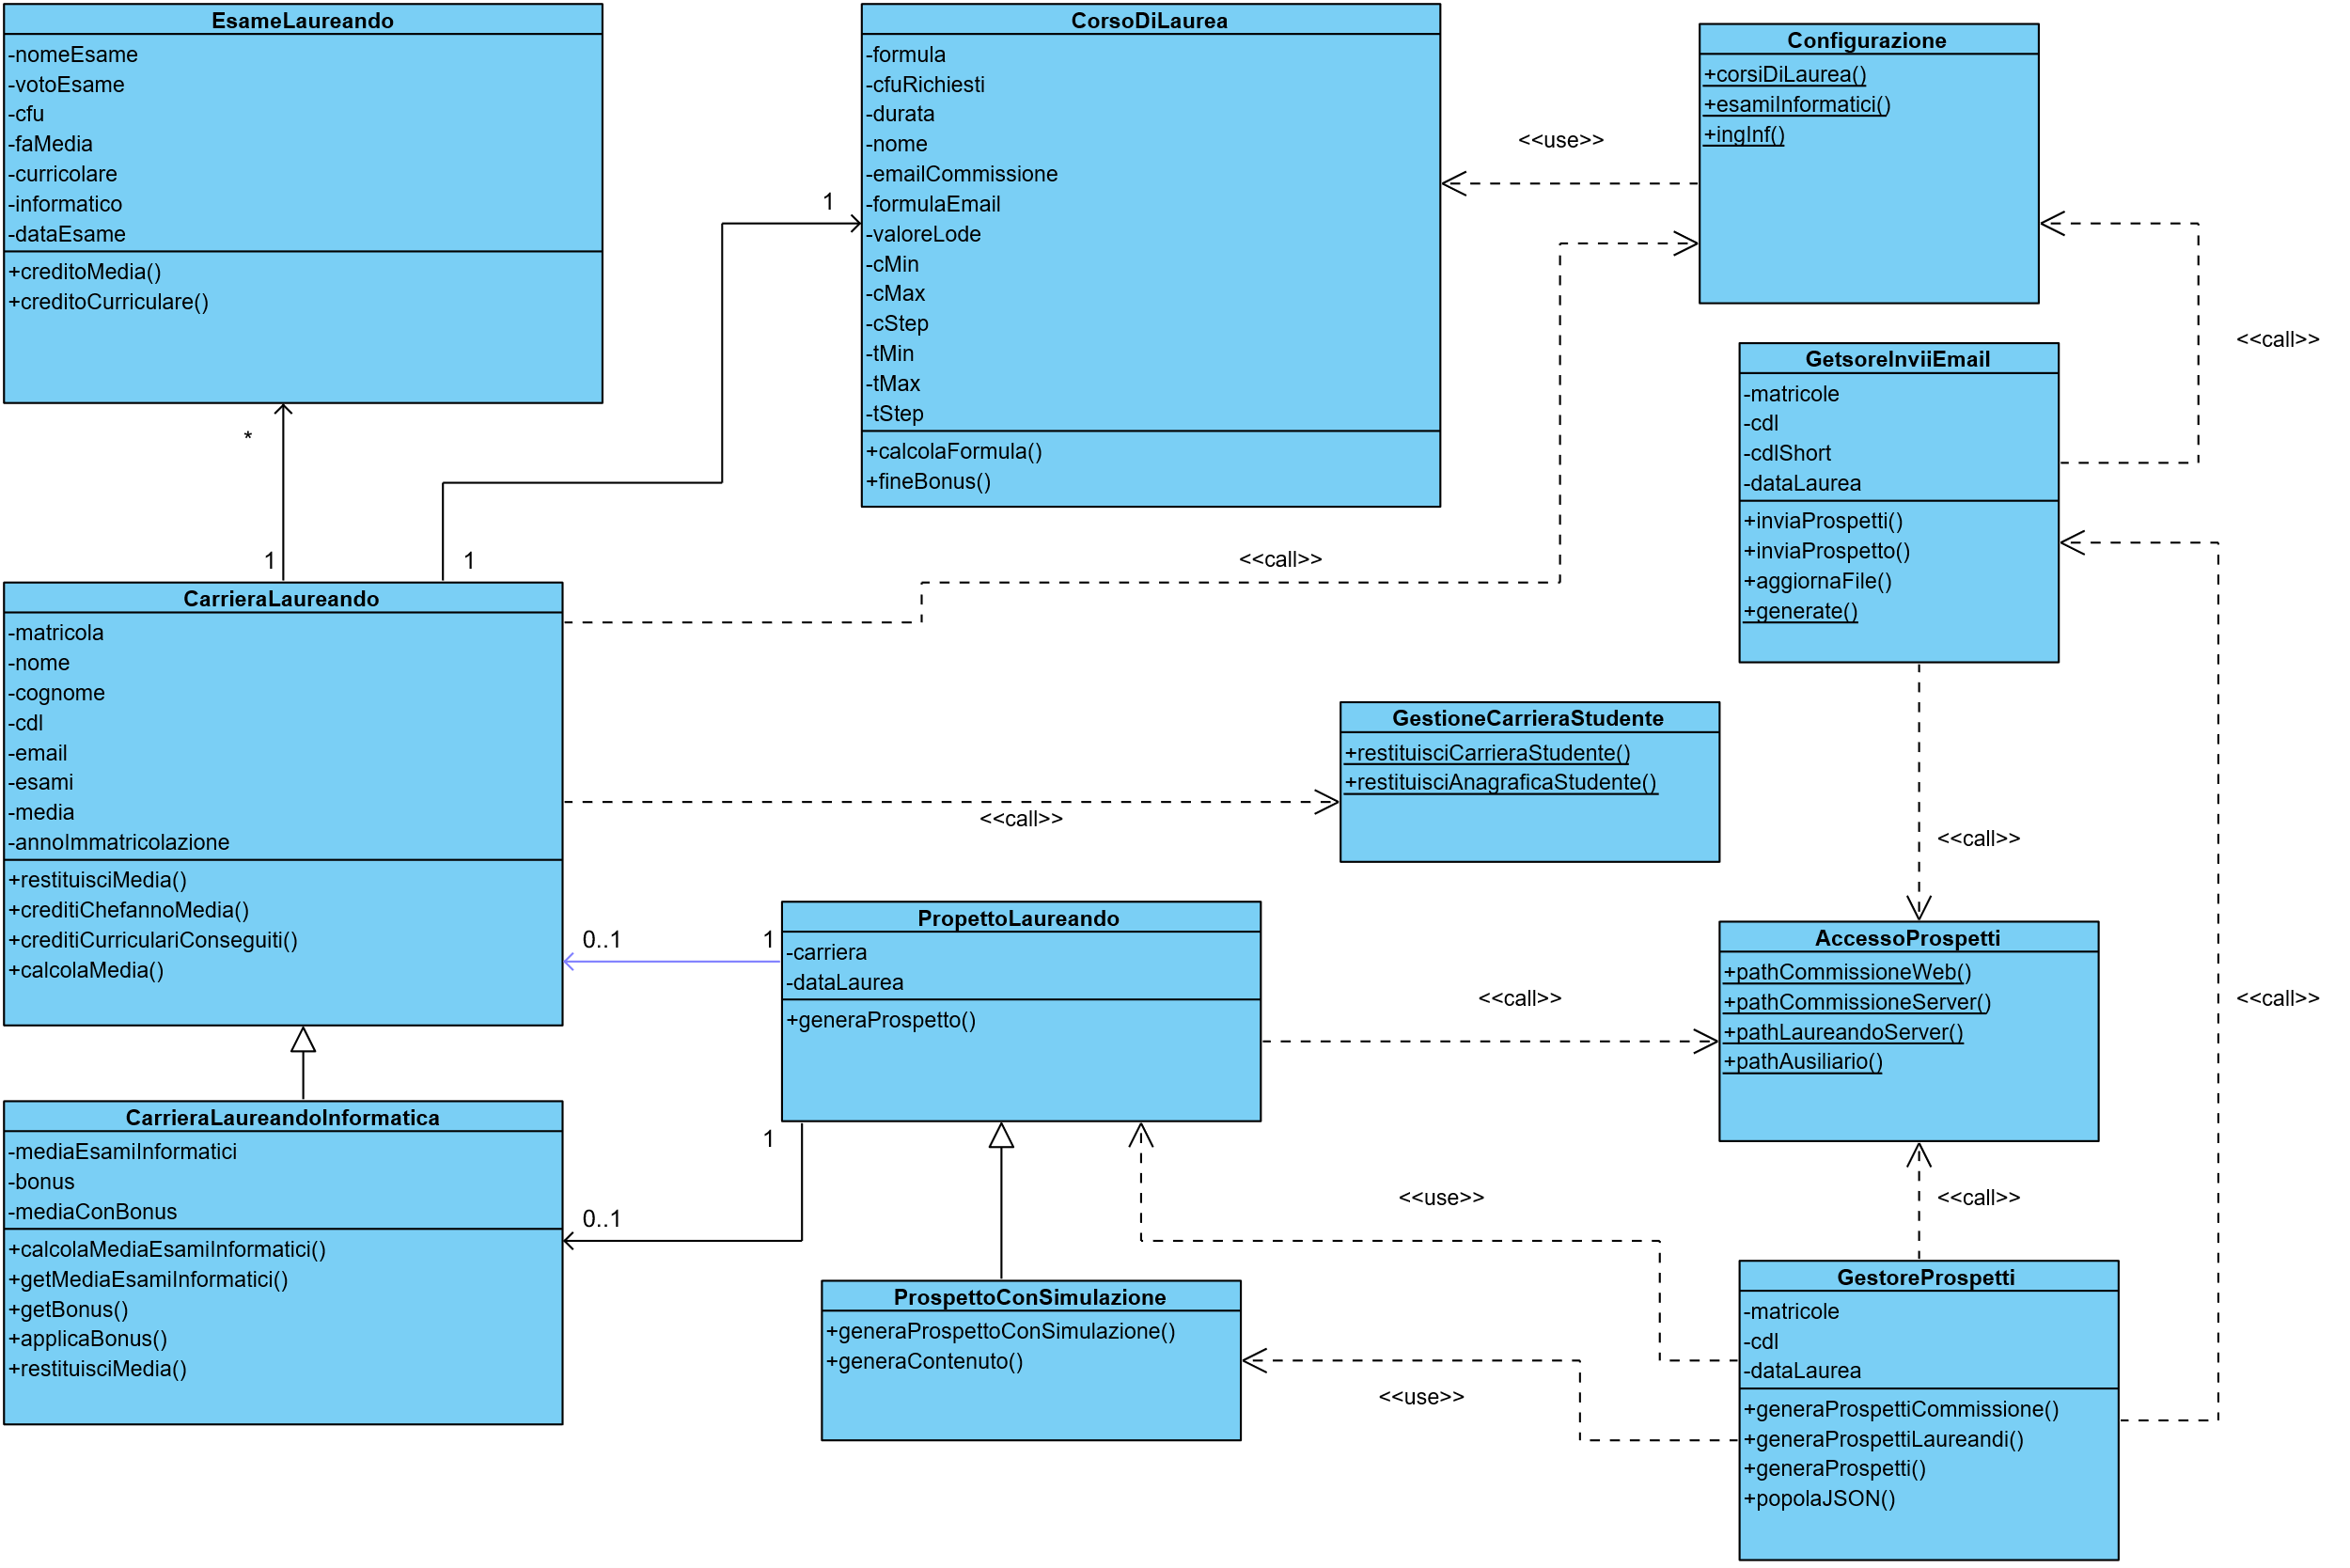 EsameLaureando
-nomeEsame
-votoEsame
-cfu
-faMedia
-curricolare
-informatico
-dataEsame
+creditoMedia()
+creditoCurriculare()
CorsoDiLaurea
-formula
-cfuRichiesti
-durata
-nome
-emailCommissione
-formulaEmail
-valoreLode
-cMin
-cMax
-cStep
-tMin
-tMax
-tStep
+calcolaFormula()
+fineBonus()
Configurazione
+corsiDiLaurea()
+esamiInformatici()
+ingInf()
<<use>>
1
<<call>>
GetsoreInviiEmail
-matricole
-cdl
-cdlShort
-dataLaurea
+inviaProspetti()
+inviaProspetto()
+aggiornaFile()
+generate()
*
1
1
<<call>>
CarrieraLaureando
-matricola
-nome
-cognome
-cdl
-email
-esami
-media
-annoImmatricolazione
+restituisciMedia()
+creditiChefannoMedia()
+creditiCurriculariConseguiti()
+calcolaMedia()
GestioneCarrieraStudente
+restituisciCarrieraStudente()
+restituisciAnagraficaStudente()
<<call>>
<<call>>
0..1
1
PropettoLaureando
-carriera
-dataLaurea
+generaProspetto()
<<call>>
AccessoProspetti
+pathCommissioneWeb()
+pathCommissioneServer()
+pathLaureandoServer()
+pathAusiliario()
<<call>>
CarrieraLaureandoInformatica
-mediaEsamiInformatici
-bonus
-mediaConBonus
+calcolaMediaEsamiInformatici()
+getMediaEsamiInformatici()
+getBonus()
+applicaBonus()
+restituisciMedia()
1
0..1
<<use>>
<<call>>
ProspettoConSimulazione
+generaProspettoConSimulazione()
+generaContenuto()
<<use>>
GestoreProspetti
-matricole
-cdl
-dataLaurea
+generaProspettiCommissione()
+generaProspettiLaureandi()
+generaProspetti()
+popolaJSON()